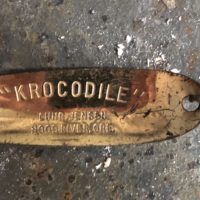 "KROCODILE"
LUHR JENSEN
HOOD RIVER, ORE.